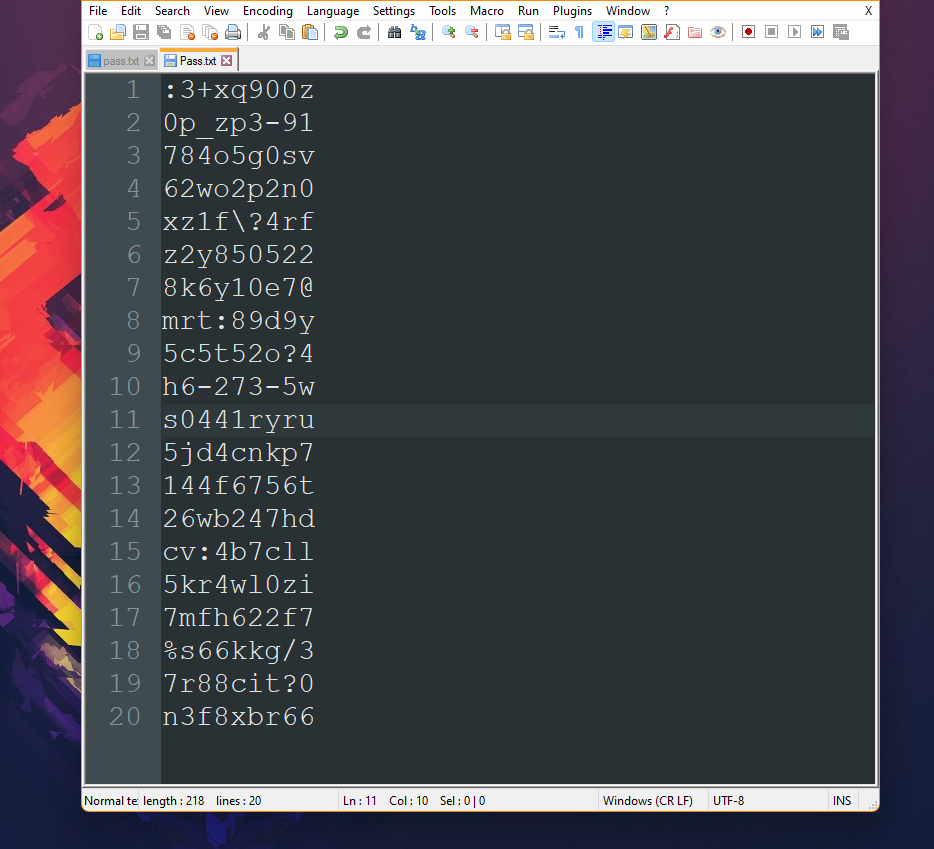 File Edit Search View Encoding Language Settings Tools Macro Run Plugins Window ? X
pass.txt Pass.txt
1 :3+xq900z
2 0p_zp3-91
3 784o5g0sv
4 62wo2p2n0
5 xz1f\?4rf
6 z2y850522
7 8k6y10e7@
8 mrt:89d9y
9 5c5t52o?4
10 h6-273-5w
11 s0441ryru
12 5jd4cnkp7
13 144f6756t
14 26wb247hd
15 cv:4b7cll
16 5kr4wl0zi
17 7mfh622f7
18 %s66kkg/3
19 7r88cit?0
20 n3f8xbr66
Normal te length : 218 lines : 20 Ln : 11 Col : 10 Sel : 0 | 0 Windows (CR LF) UTF-8 INS